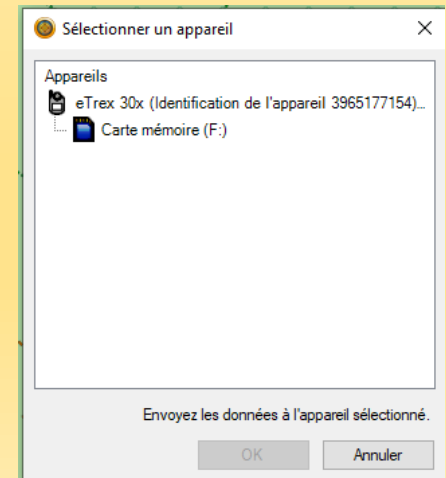 Sélectionner un appareil
Appareils
eTrex 30x (Identification de l'appareil 3965177154)...
Carte mémoire (F:)
Envoyez les données à l'appareil sélectionné.
OK
Annuler